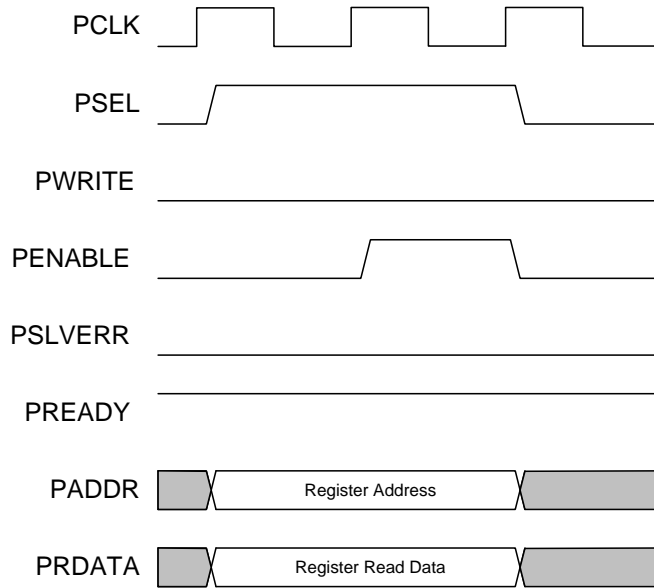 PCLK
PSEL
PWRITE
PENABLE
PSLVERR
PREADY
PADDR
Register Address
PRDATA
Register Read Data